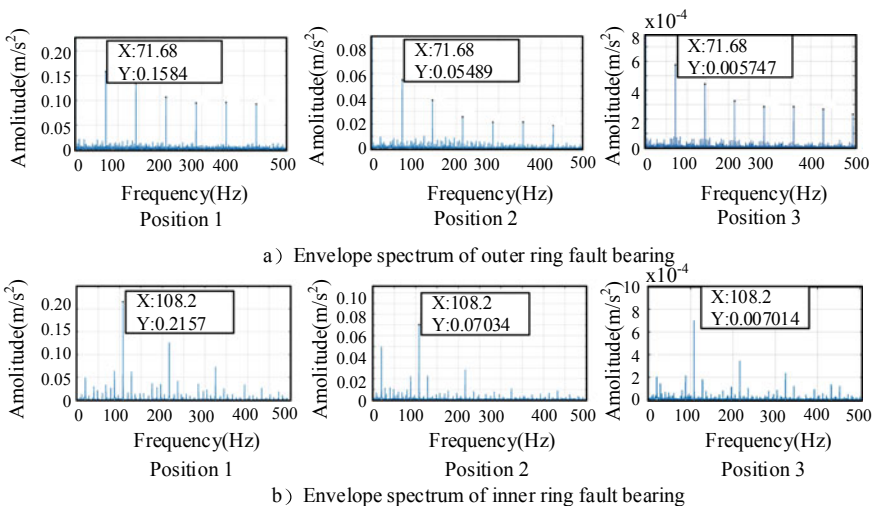 Amolitude(m/s²)
0.20
0.15
0.10
0.05
0
X:71.68
Y:0.1584
0 100 200 300 400 500
Frequency(Hz)
Position 1
Amolitude(m/s²)
0.08
0.06
0.04
0.02
0
X:71.68
Y:0.05489
0 100 200 300 400 500
Frequency(Hz)
Position 2
x10-4
Amolitude(m/s²)
8
6
4
2
0
X:71.68
Y:0.005747
0 100 200 300 400 500
Frequency(Hz)
Position 3
a）Envelope spectrum of outer ring fault bearing
Amolitude(m/s²)
0.20
0.15
0.10
0.05
0
X:108.2
Y:0.2157
0 100 200 300 400 500
Frequency(Hz)
Position 1
Amolitude(m/s²)
0.10
0.08
0.06
0.04
0.02
0
X:108.2
Y:0.07034
0 100 200 300 400 500
Frequency(Hz)
Position 2
x10-4
Amolitude(m/s²)
10
8
6
4
2
0
X:108.2
Y:0.007014
0 100 200 300 400 500
Frequency(Hz)
Position 3
b）Envelope spectrum of inner ring fault bearing